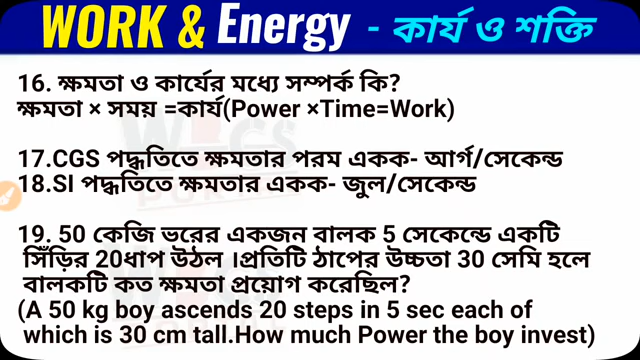 WORK & Energy - কার্য ও শক্তি
16. ক্ষমতা ও কার্যের মধ্যে সম্পর্ক কি?
ক্ষমতা × সময় =কার্য(Power ×Time=Work)
17.CGS পদ্ধতিতে ক্ষমতার পরম একক- আর্গ/সেকেন্ড
18.SI পদ্ধতিতে ক্ষমতার একক- জুল/সেকেন্ড
19. 50 কেজি ভরের একজন বালক 5 সেকেন্ডে একটি
সিঁড়ির 20ধাপ উঠল ।প্রতিটি ঠাপের উচ্চতা 30 সেমি হলে
বালকটি কত ক্ষমতা প্রয়োগ করেছিল?
(A 50 kg boy ascends 20 steps in 5 sec each of
which is 30 cm tall.How much Power the boy invest)